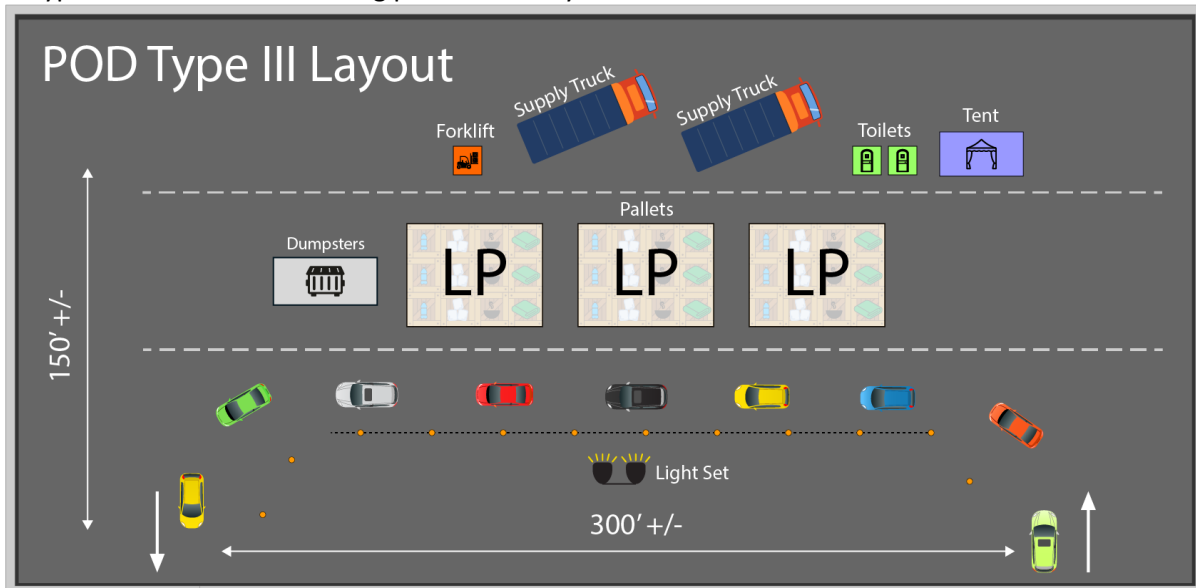 POD Type III Layout
Supply Truck
Supply Truck
Forklift
Toilets
Tent
Pallets
Dumpsters
LP
LP
LP
150' +/-
Light Set
300' +/-